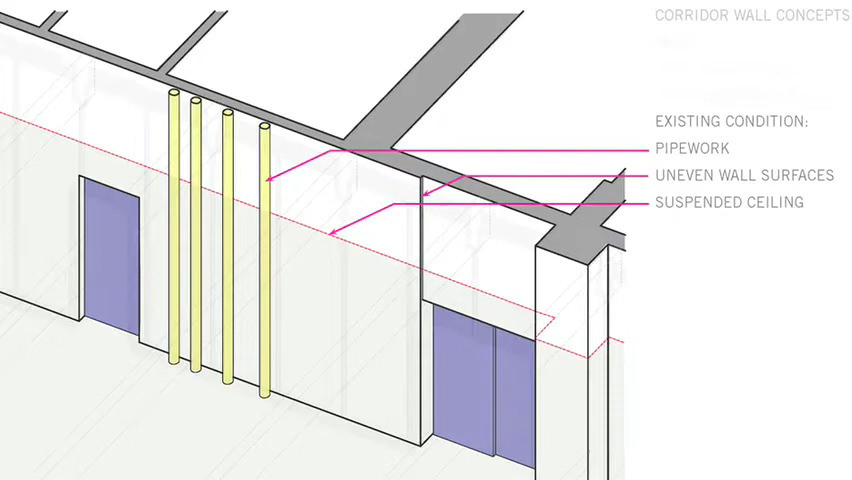 CORRIDOR WALL CONCEPTS
EXISTING CONDITION:
PIPEWORK
UNEVEN WALL SURFACES
SUSPENDED CEILING